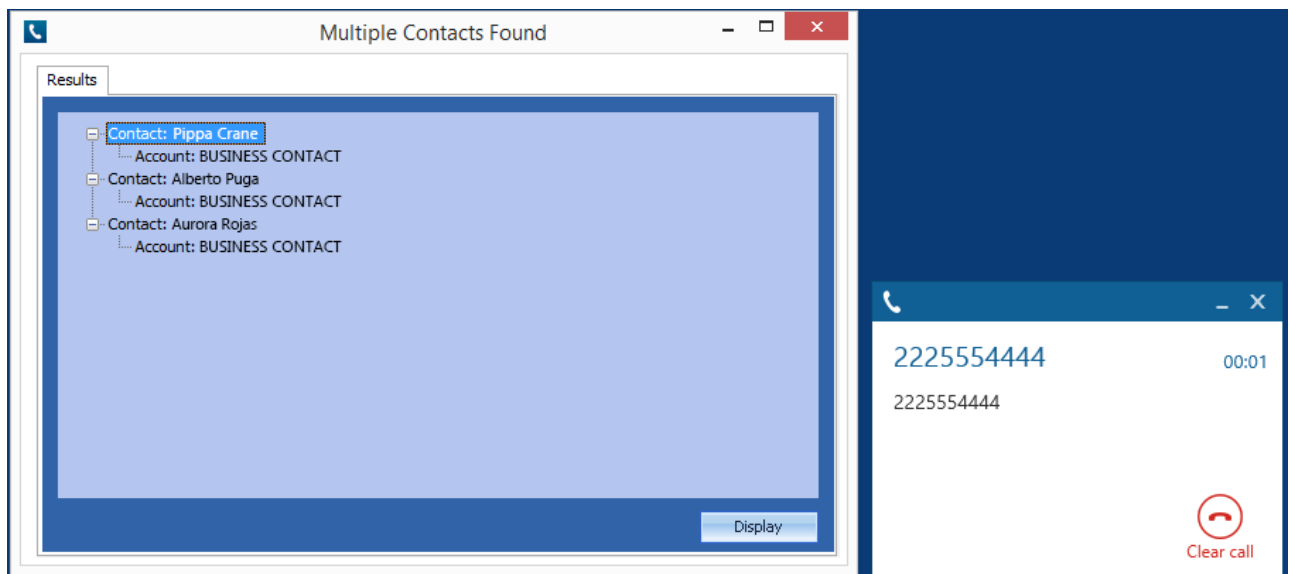 Multiple Contacts Found
Results
Contact: Pippa Crane
Account: BUSINESS CONTACT
Contact: Alberto Puga
Account: BUSINESS CONTACT
Contact: Aurora Rojas
Account: BUSINESS CONTACT
Display
2225554444 00:01
2225554444
Clear call